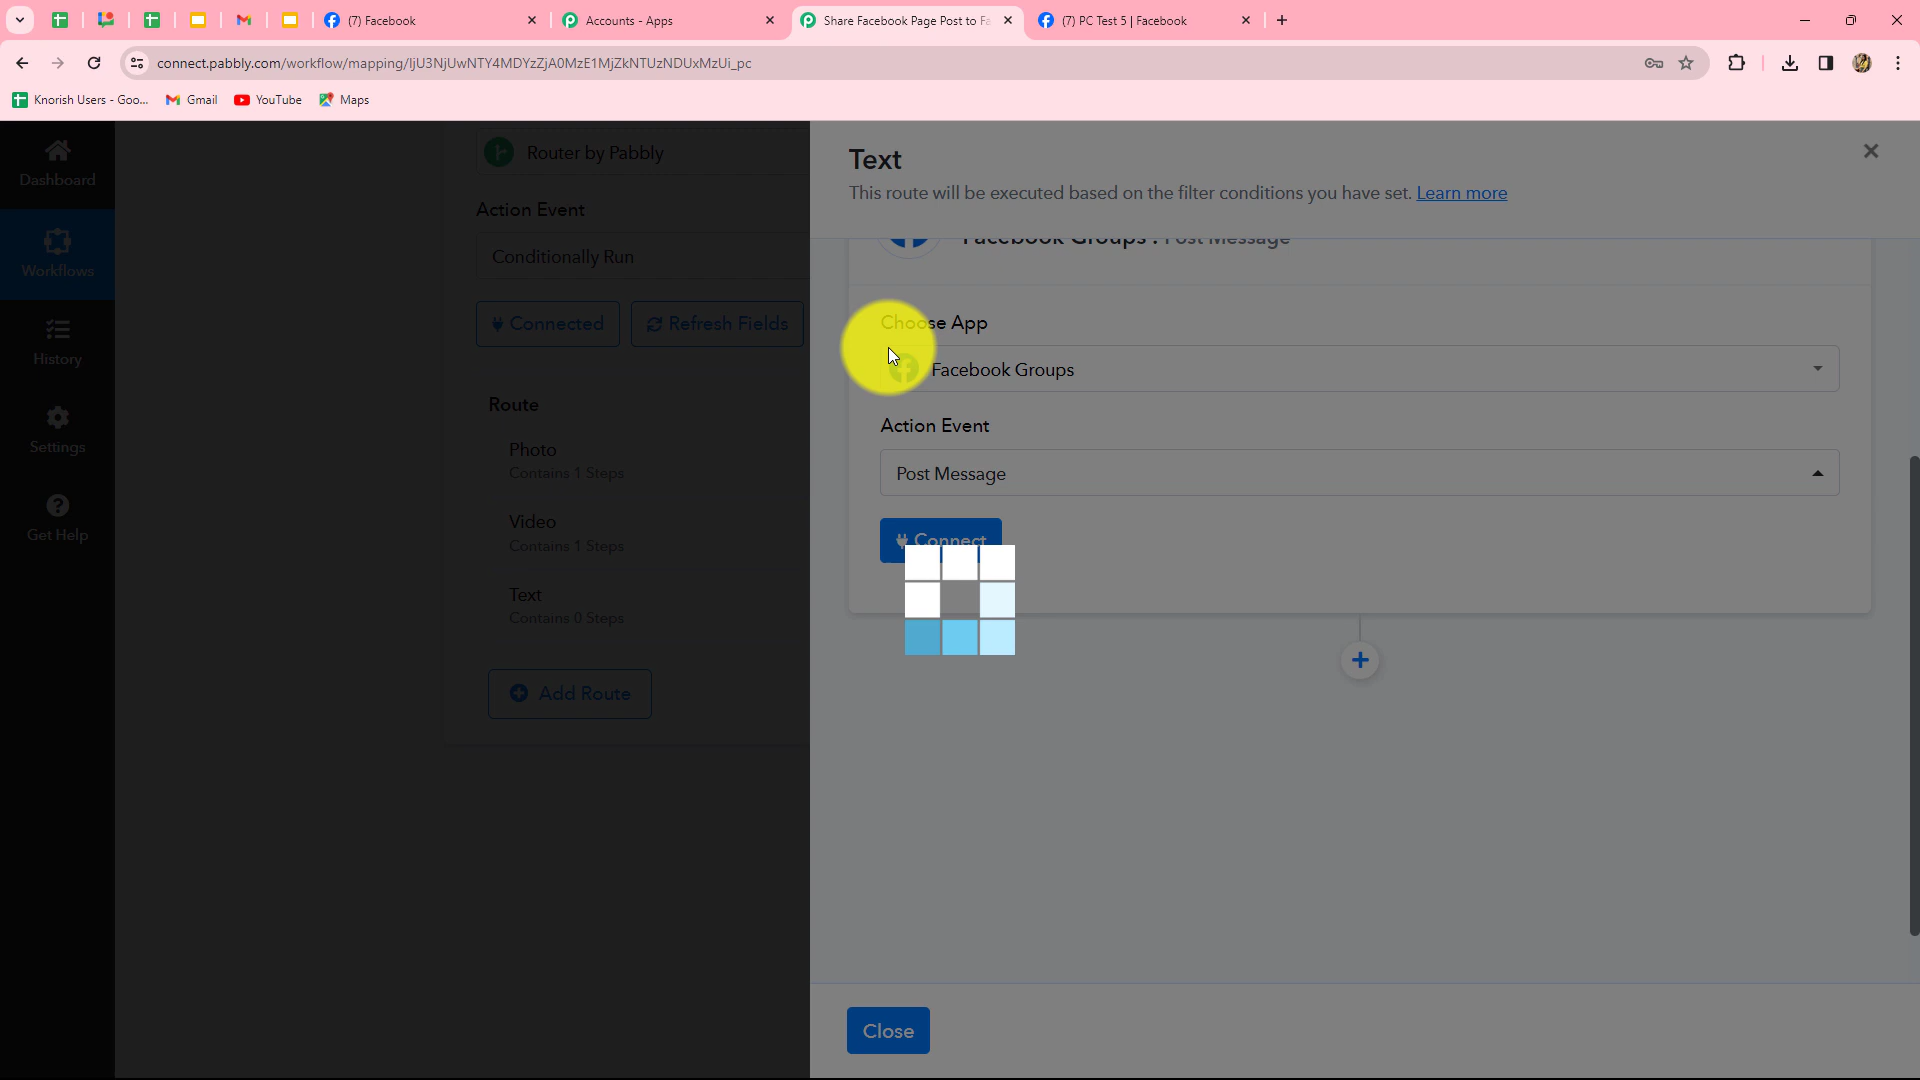 (7) Facebook
Accounts - Apps
Share Facebook Page Post to Fa
(7) PC Test 5 | Facebook
connect.pabbly.com/workflow/mapping/IjU3NjUwNTY4MDYzZjA0MzE1MjZkNTUzNDUxMzUi_pc
Knorish Users - Goo...
Gmail
YouTube
Maps
Dashboard
Workflows
History
Settings
Get Help
Router by Pabbly
Action Event
Conditionally Run
Connected
Refresh Fields
Route
Photo
Contains 1 Steps
Video
Contains 1 Steps
Text
Contains 0 Steps
Add Route
Text
This route will be executed based on the filter conditions you have set. Learn more
Facebook Groups : Post Message
Choose App
Facebook Groups
Action Event
Post Message
Connect
Close